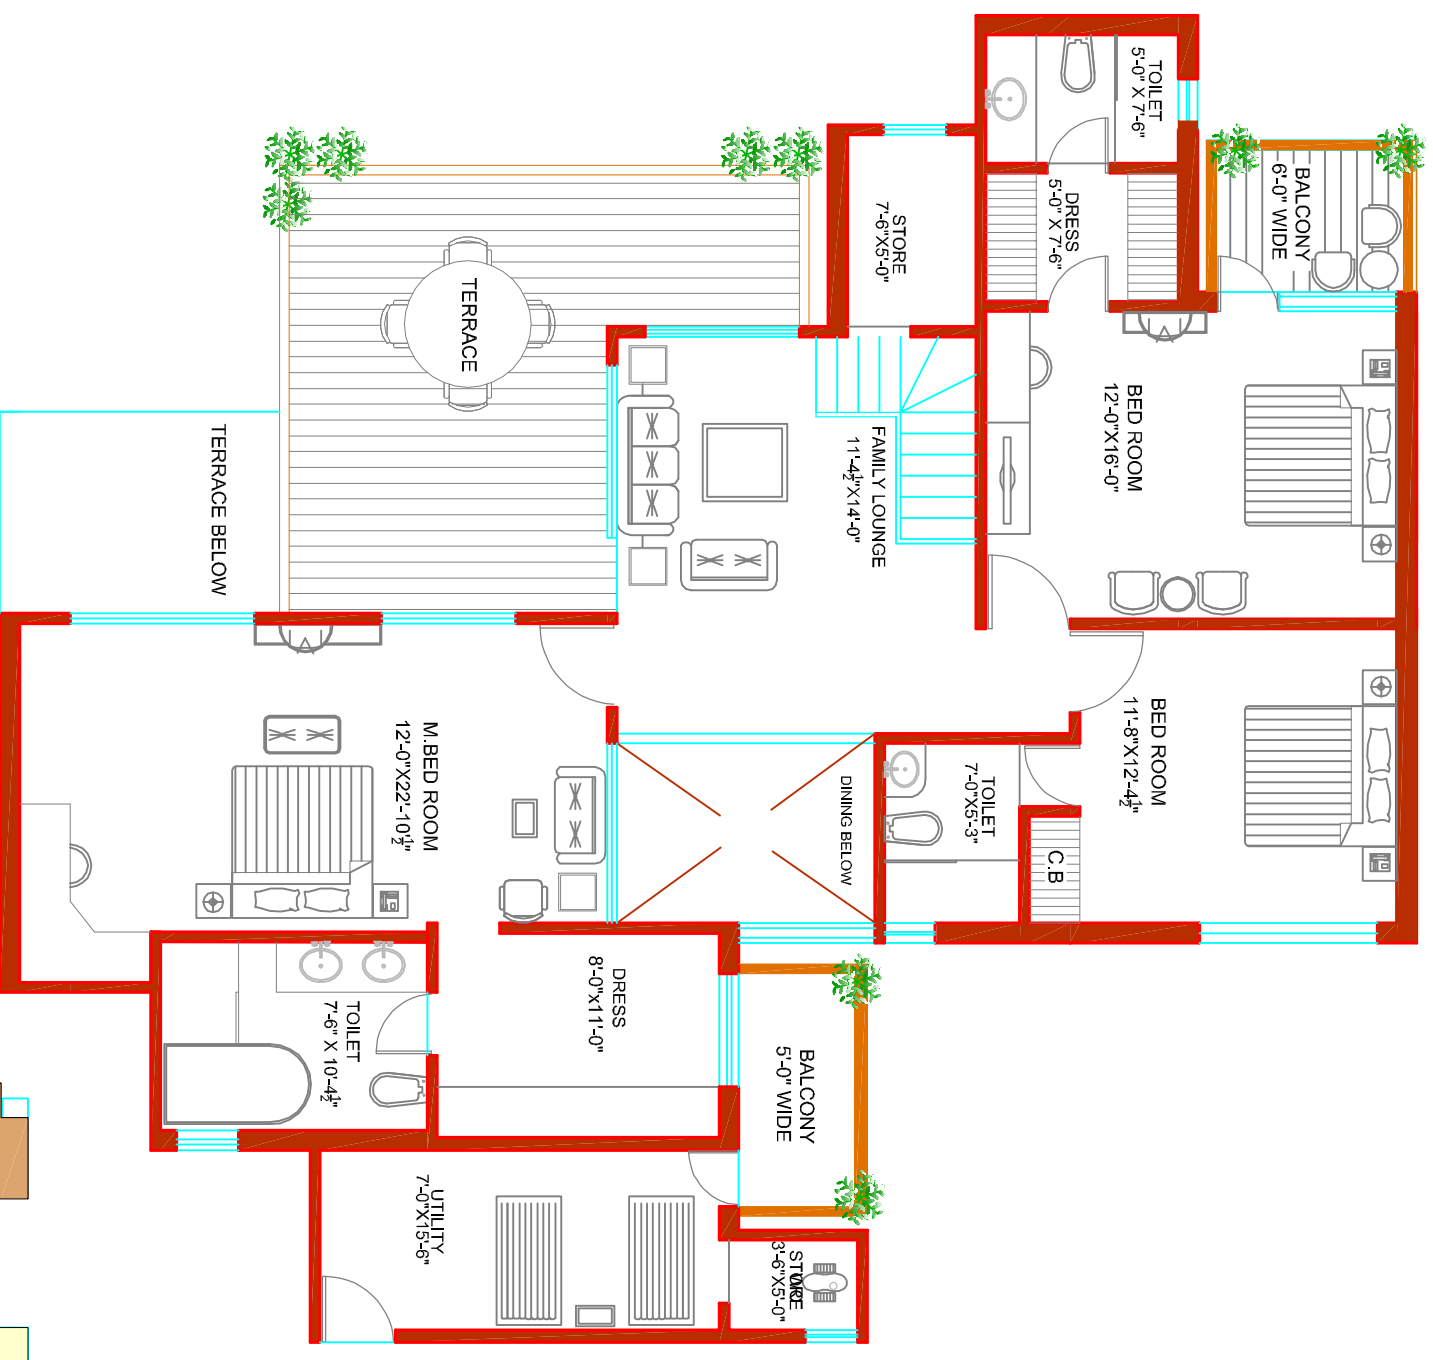 TOILET
5'-0" X 7'-6"
BALCONY
6'-0" WIDE
DRESS
5'-0" X 7'-6"
STORE
7'-6"X5'-0"
TERRACE
BED ROOM
12'-0"X16'-0"
FAMILY LOUNGE
11'-4½"X14'-0"
TERRACE BELOW
BED ROOM
11'-8"X12'-4½"
M.BED ROOM
12'-0"X22'-10½"
DINING BELOW
TOILET
7'-0"X5'-3"
C.B
DRESS
8'-0"x11'-0"
TOILET
7'-6" X 10'-4½"
BALCONY
5'-0" WIDE
UTILITY
7'-0"X15'-6"
STORE
3'-6"X5'-0"